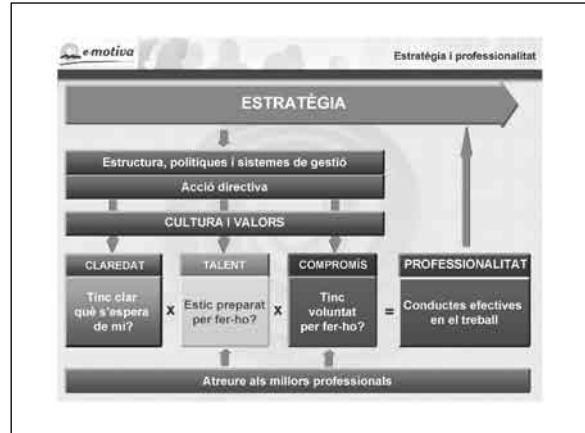 e·motiva
Estratègia i professionalitat
ESTRATÈGIA
Estructura, polítiques i sistemes de gestió
Acció directiva
CULTURA I VALORS
CLAREDAT
Tinc clar
què s'espera
de mi?
x
TALENT
Estic preparat
per fer-ho?
x
COMPROMÍS
Tinc
voluntat
per fer-ho?
=
PROFESSIONALITAT
Conductes efectives
en el treball
Atreure als millors professionals